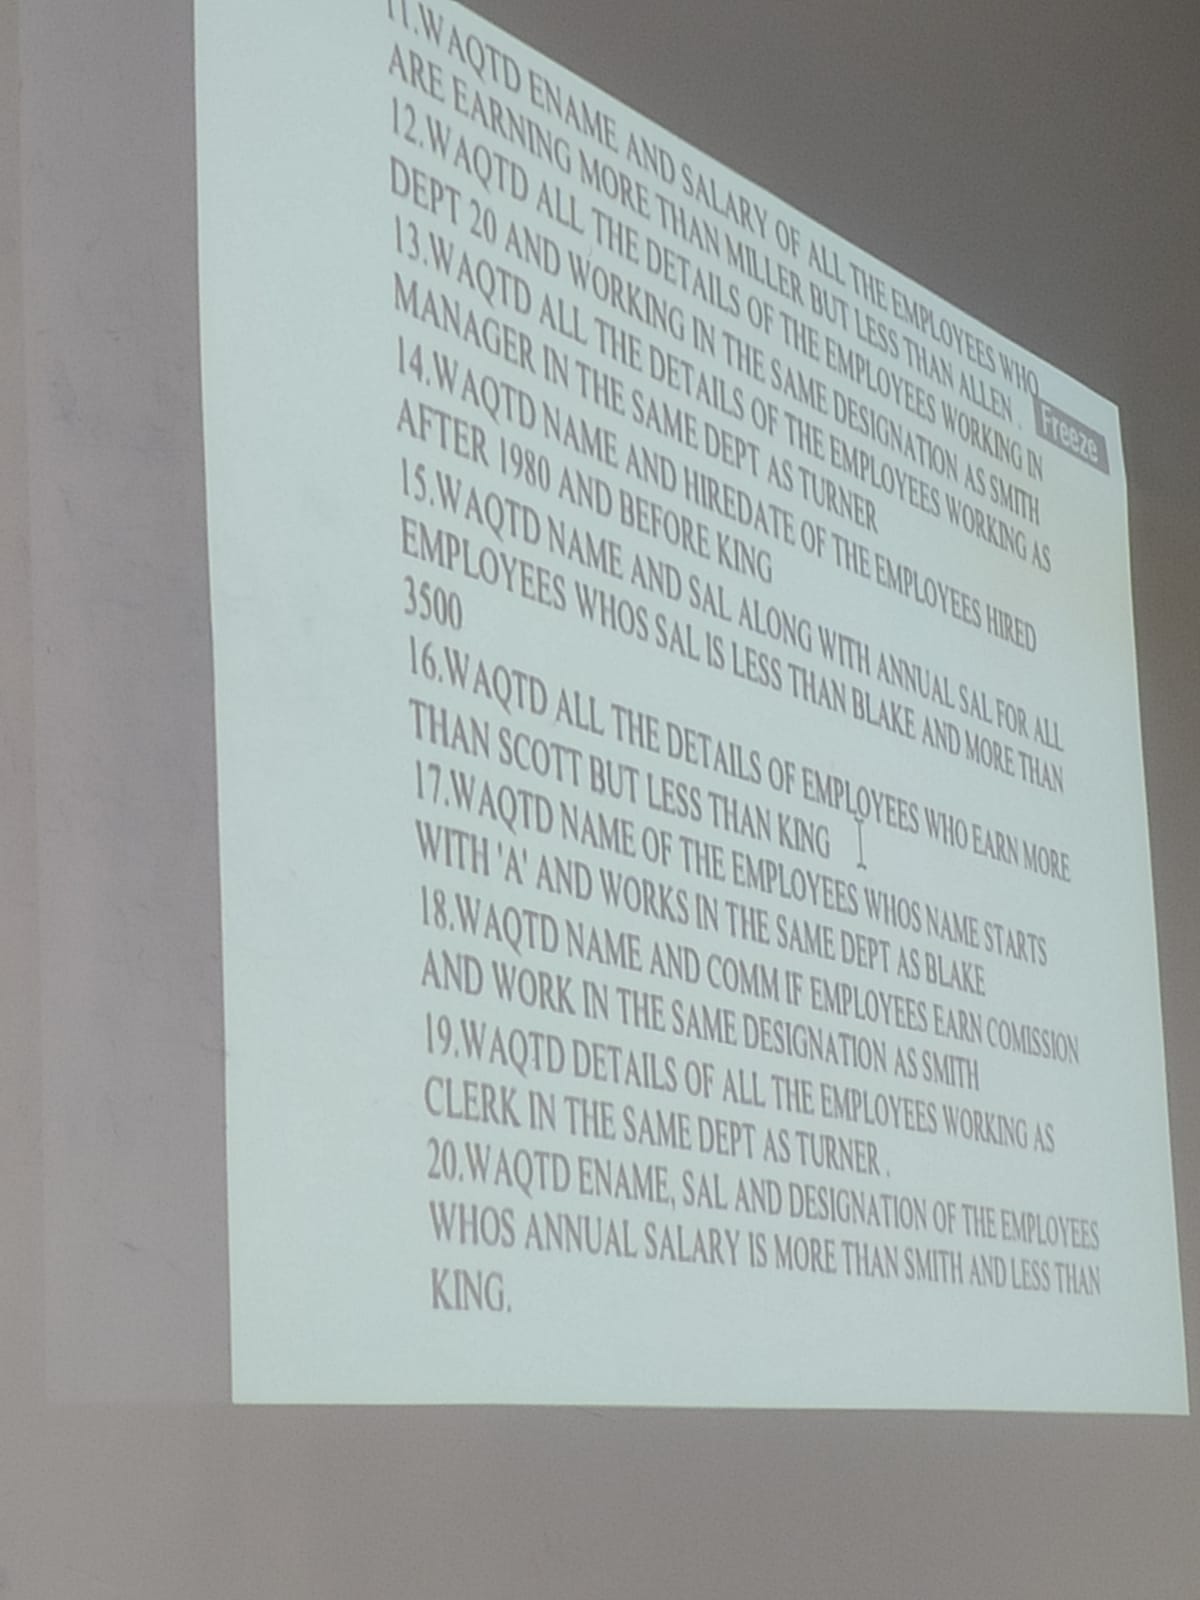 11.WAQTD ENAME AND SALARY OF ALL THE EMPLOYEES WHO
ARE EARNING MORE THAN MILLER BUT LESS THAN ALLEN .
Freeze
12.WAQTD ALL THE DETAILS OF THE EMPLOYEES WORKING IN
DEPT 20 AND WORKING IN THE SAME DESIGNATION AS SMITH
13.WAQTD ALL THE DETAILS OF THE EMPLOYEES WORKING AS
MANAGER IN THE SAME DEPT AS TURNER
14.WAQTD NAME AND HIREDATE OF THE EMPLOYEES HIRED
AFTER 1980 AND BEFORE KING
15.WAQTD NAME AND SAL ALONG WITH ANNUAL SAL FOR ALL
EMPLOYEES WHOS SAL IS LESS THAN BLAKE AND MORE THAN
3500
16.WAQTD ALL THE DETAILS OF EMPLOYEES WHO EARN MORE
THAN SCOTT BUT LESS THAN KING
17.WAQTD NAME OF THE EMPLOYEES WHOS NAME STARTS
WITH 'A' AND WORKS IN THE SAME DEPT AS BLAKE
18.WAQTD NAME AND COMM IF EMPLOYEES EARN COMISSION
AND WORK IN THE SAME DESIGNATION AS SMITH
19.WAQTD DETAILS OF ALL THE EMPLOYEES WORKING AS
CLERK IN THE SAME DEPT AS TURNER .
20.WAQTD ENAME, SAL AND DESIGNATION OF THE EMPLOYEES
WHOS ANNUAL SALARY IS MORE THAN SMITH AND LESS THAN
KING.